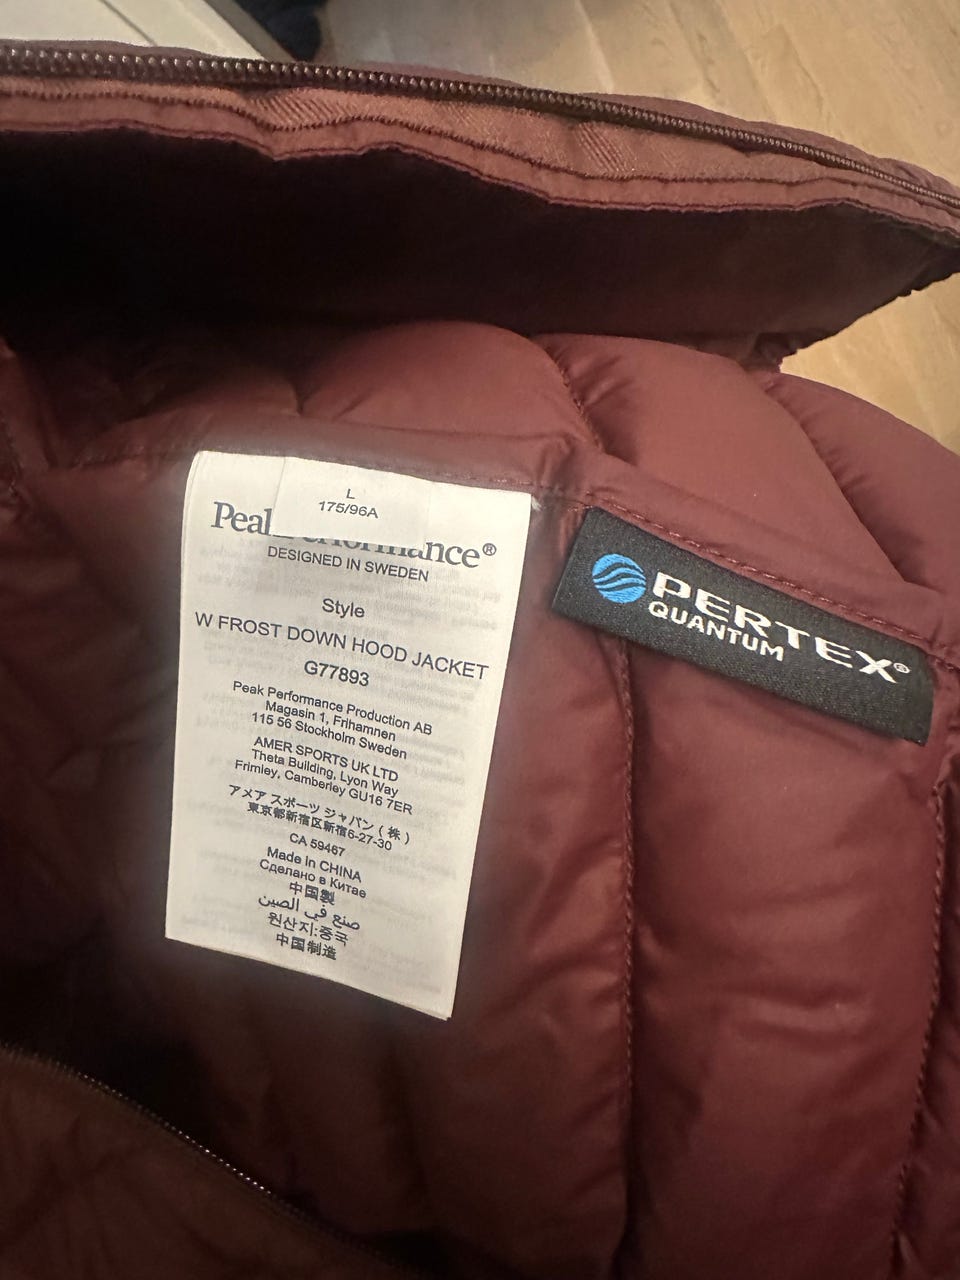 L
175/96A
Peak Performance®
DESIGNED IN SWEDEN
Style
W FROST DOWN HOOD JACKET
G77893
Peak Performance Production AB
Magasin 1, Frihamnen
115 56 Stockholm Sweden
AMER SPORTS UK LTD
Theta Building, Lyon Way
Frimley, Camberley GU16 7ER
アメア スポーツ ジャパン (株)
東京都新宿区新宿6-27-30
CA 59467
Made in CHINA
Сделано в Китае
中国製
صنع في الصين
원산지:중국
中国制造
PERTEX®
QUANTUM